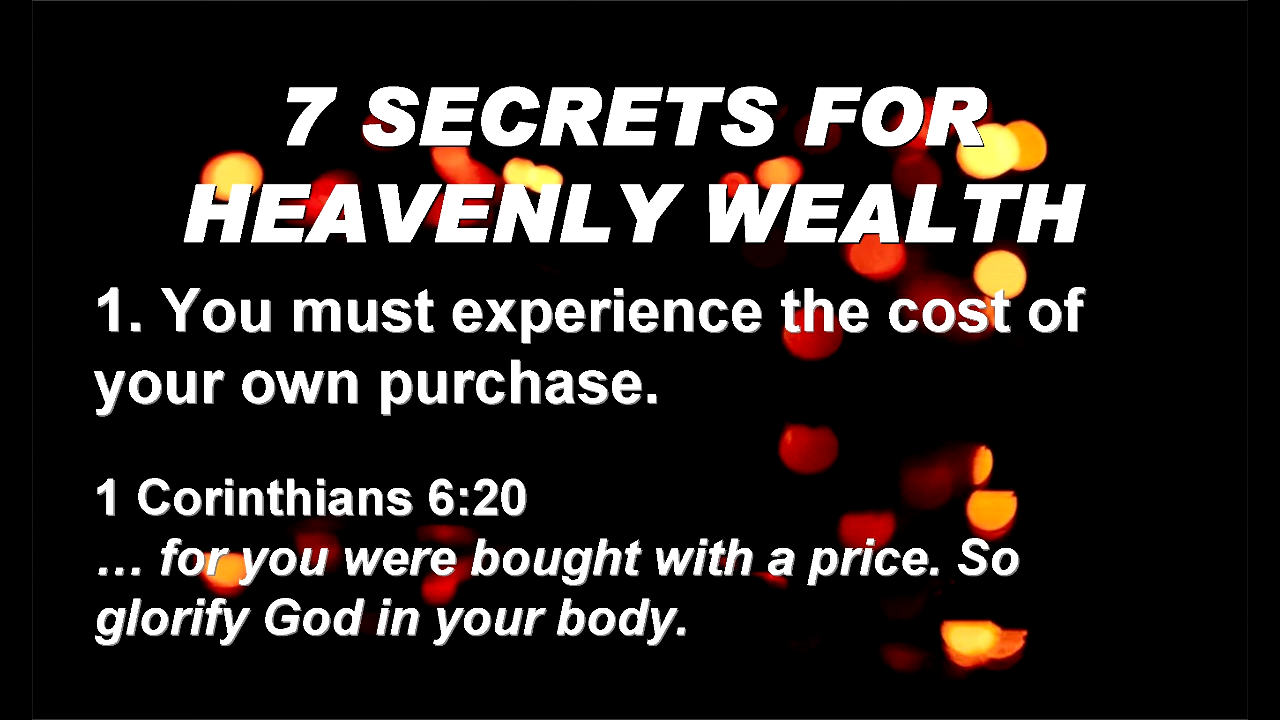 7 SECRETS FOR
HEAVENLY WEALTH
1. You must experience the cost of
your own purchase.
1 Corinthians 6:20
… for you were bought with a price. So
glorify God in your body.